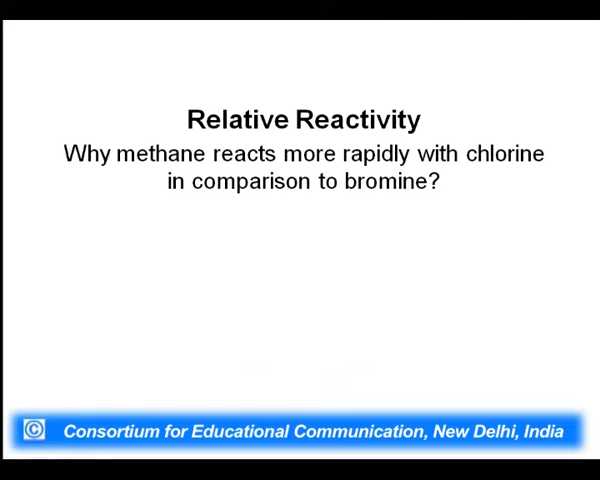 Relative Reactivity
Why methane reacts more rapidly with chlorine
in comparison to bromine?
© Consortium for Educational Communication, New Delhi, India